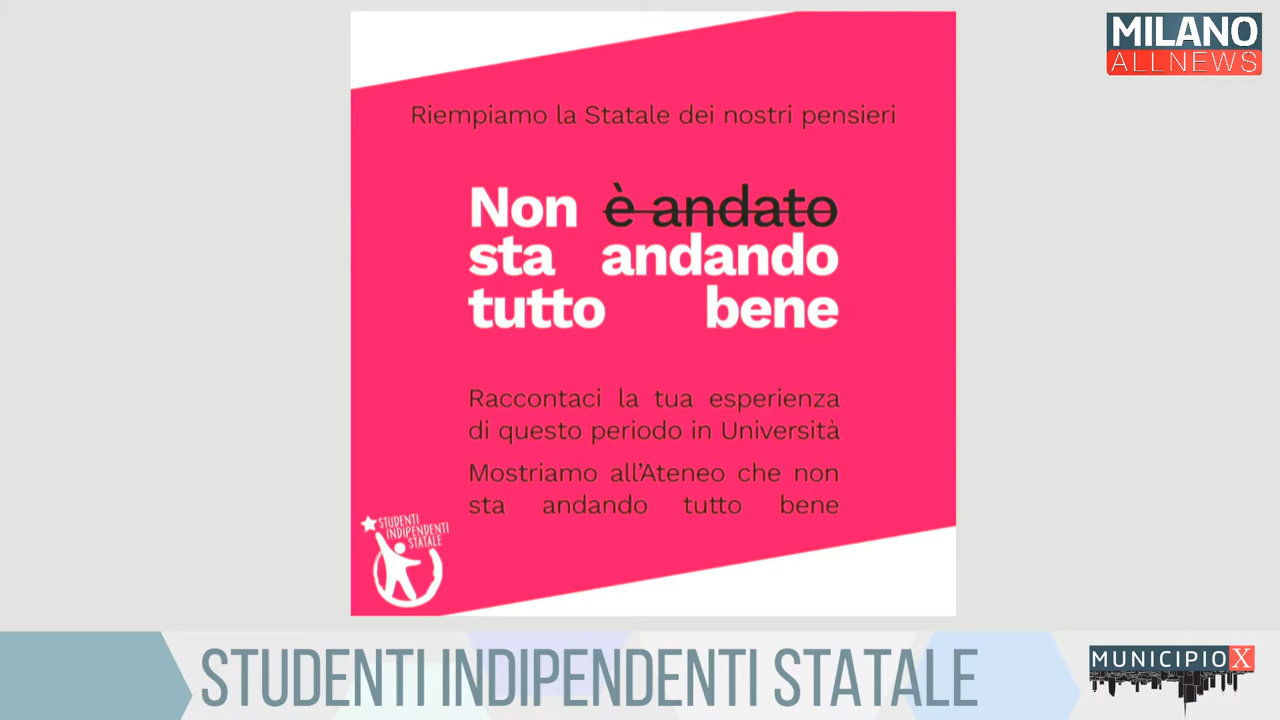 MILANO
ALLNEWS
Riempiamo la Statale dei nostri pensieri
Non è andato
sta andando
tutto bene
Raccontaci la tua esperienza
di questo periodo in Università
Mostriamo all'Ateneo che non
sta andando tutto bene
STUDENTI
INDIPENDENTI
STATALE
STUDENTI INDIPENDENTI STATALE
MUNICIPIO X